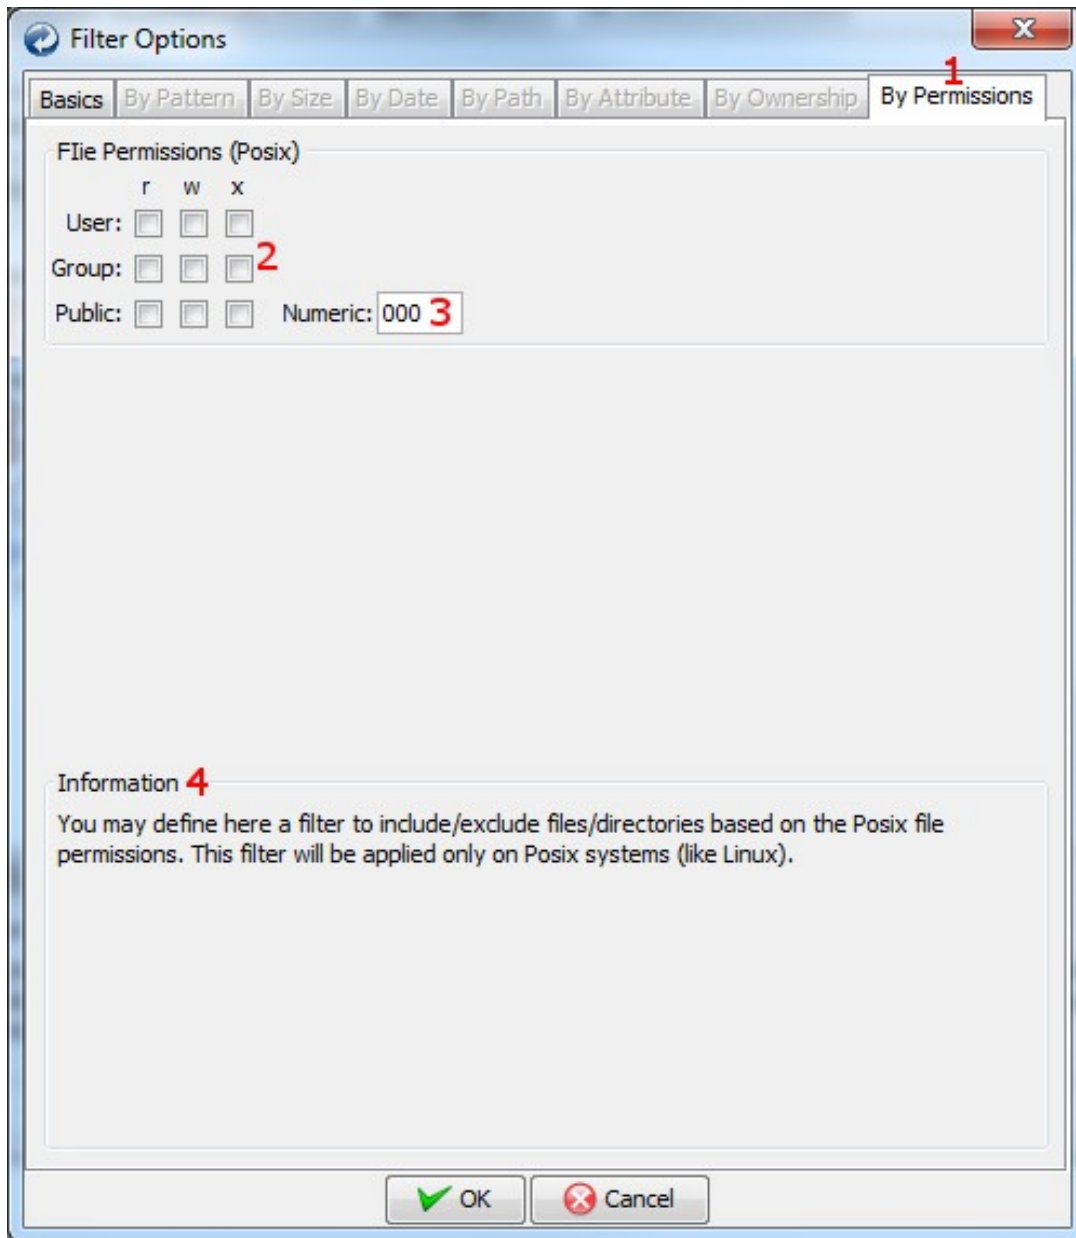 Filter Options
x
1
Basics By Pattern By Size By Date By Path By Attribute By Ownership By Permissions
FIie Permissions (Posix)
r w x
User:
2
Group:
Public: Numeric: 000 3
Information 4
You may define here a filter to include/exclude files/directories based on the Posix file
permissions. This filter will be applied only on Posix systems (like Linux).
OK Cancel